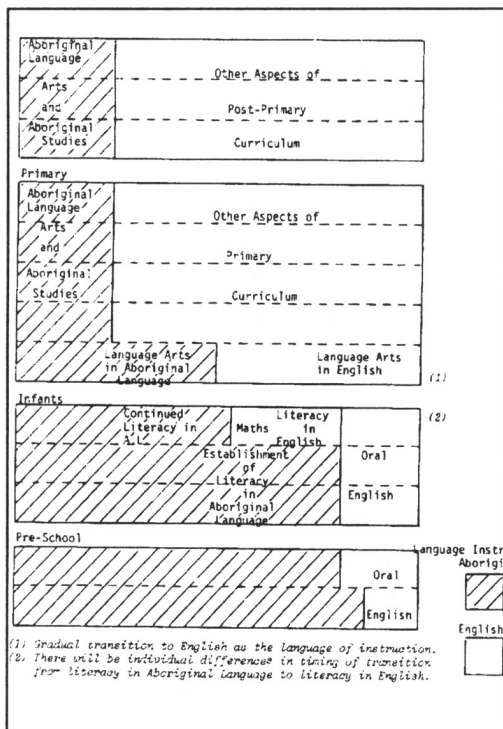 Aboriginal
Language
Other Aspects of
Arts
and
Post-Primary
Aboriginal
Studies
Curriculum
Primary
Aboriginal
Language
Other Aspects of
Arts
and
Primary
Aboriginal
Studies
Curriculum
Language Arts
in Aboriginal
Language
Language Arts
in English
(1)
Infants
Continued
Literacy in
A.L.
Maths
Literacy
in
English
(2)
Establishment
of
Literacy
in
Aboriginal
Language
Oral
English
Pre-School
Oral
English
Language Instr
Aborigi
English
(1) Gradual transition to English as the language of instruction.
(2) There will be individual differences in timing of transition
from literacy in Aboriginal Language to literacy in English.